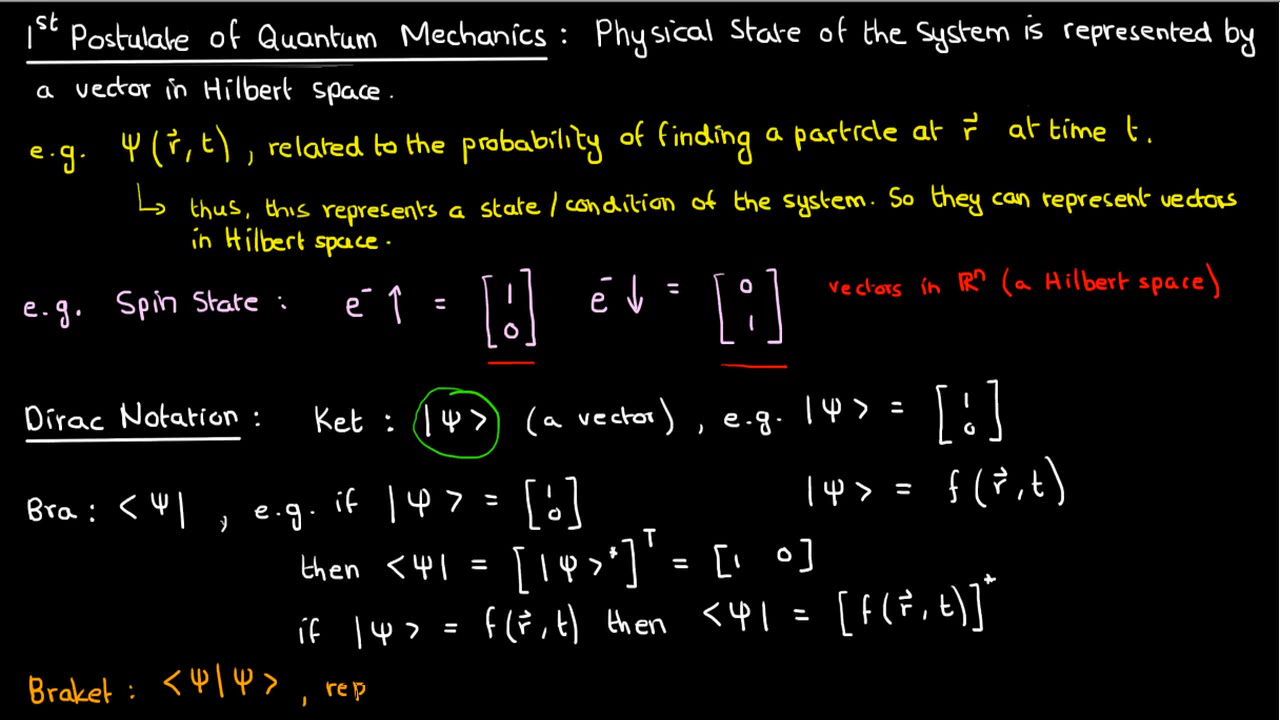 1st Postulate of Quantum Mechanics : Physical State of the System is represented by
a vector in Hilbert space.
e.g. Ψ(r⃗, t), related to the probability of finding a particle at r⃗ at time t.
↳ thus, this represents a state/condition of the system. So they can represent vectors
in Hilbert space.
e.g. Spin State : e⁻↑ = [1 0] e⁻↓ = [0 1] vectors in ℝⁿ (a Hilbert space)
Dirac Notation : Ket : |Ψ> (a vector), e.g. |Ψ> = [1 0]
|Ψ> = f(r⃗, t)
Bra : <Ψ|, e.g. if |Ψ> = [1 0]
then <Ψ| = [|Ψ>*]ᵀ = [1 0]
if |Ψ> = f(r⃗, t) then <Ψ| = [f(r⃗, t)]*
Braket : <Ψ|Ψ>, rep